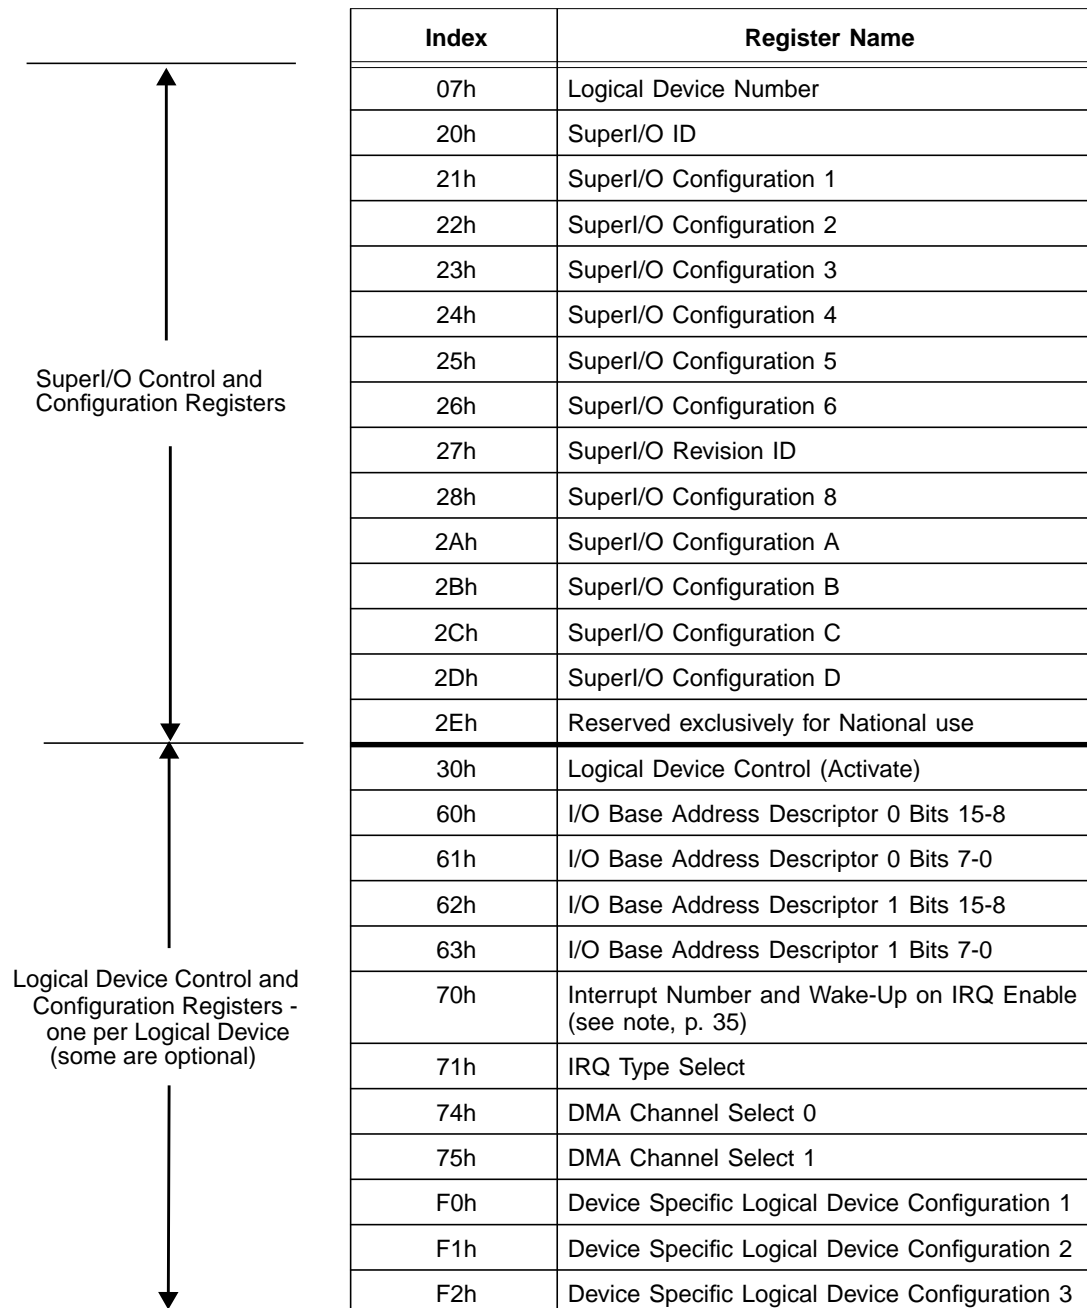 Index Register Name
07h Logical Device Number
20h SuperI/O ID
21h SuperI/O Configuration 1
22h SuperI/O Configuration 2
23h SuperI/O Configuration 3
24h SuperI/O Configuration 4
25h SuperI/O Configuration 5
26h SuperI/O Configuration 6
27h SuperI/O Revision ID
28h SuperI/O Configuration 8
2Ah SuperI/O Configuration A
2Bh SuperI/O Configuration B
2Ch SuperI/O Configuration C
2Dh SuperI/O Configuration D
2Eh Reserved exclusively for National use
30h Logical Device Control (Activate)
60h I/O Base Address Descriptor 0 Bits 15-8
61h I/O Base Address Descriptor 0 Bits 7-0
62h I/O Base Address Descriptor 1 Bits 15-8
63h I/O Base Address Descriptor 1 Bits 7-0
70h Interrupt Number and Wake-Up on IRQ Enable
(see note, p. 35)
71h IRQ Type Select
74h DMA Channel Select 0
75h DMA Channel Select 1
F0h Device Specific Logical Device Configuration 1
F1h Device Specific Logical Device Configuration 2
F2h Device Specific Logical Device Configuration 3
SuperI/O Control and
Configuration Registers
Logical Device Control and
Configuration Registers -
one per Logical Device
(some are optional)